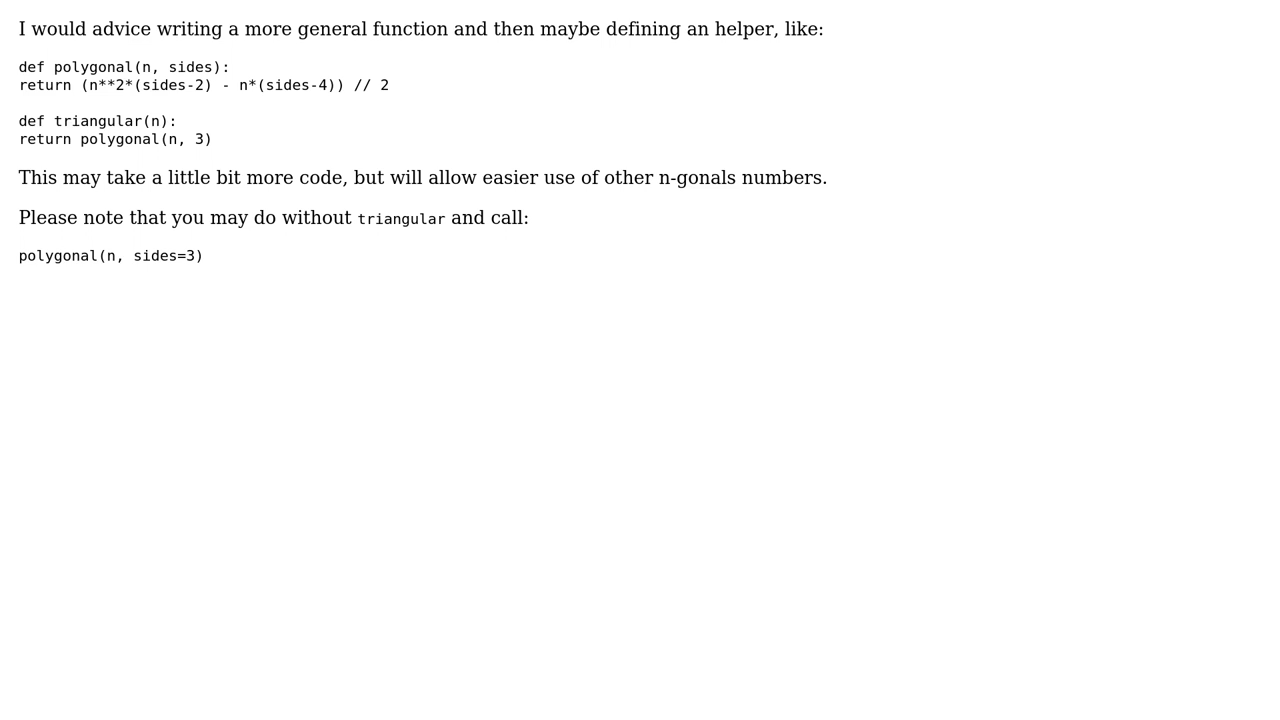 I would advice writing a more general function and then maybe defining an helper, like:
def polygonal(n, sides):
return (n**2*(sides-2) - n*(sides-4)) // 2
def triangular(n):
return polygonal(n, 3)
This may take a little bit more code, but will allow easier use of other n-gonals numbers.
Please note that you may do without triangular and call:
polygonal(n, sides=3)